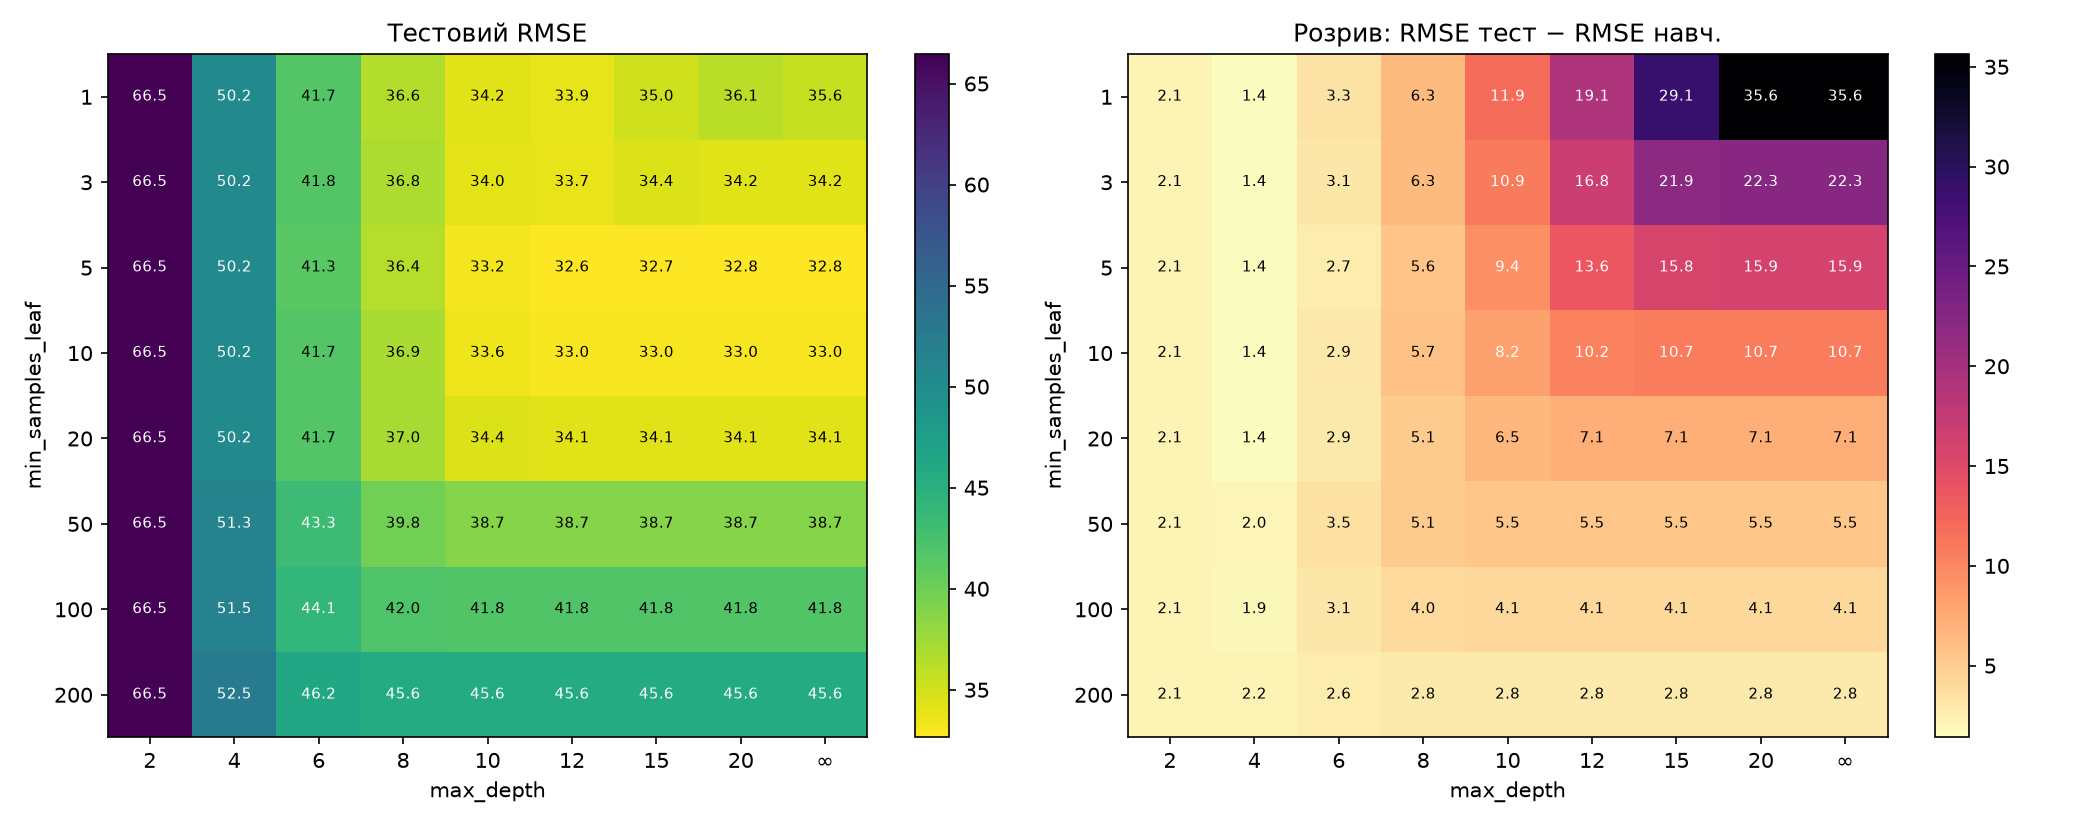 Тестовий RMSE
1 66.5 50.2 41.7 36.6 34.2 33.9 35.0 36.1 35.6
3 66.5 50.2 41.8 36.8 34.0 33.7 34.4 34.2 34.2
5 66.5 50.2 41.3 36.4 33.2 32.6 32.7 32.8 32.8
10 66.5 50.2 41.7 36.9 33.6 33.0 33.0 33.0 33.0
20 66.5 50.2 41.7 37.0 34.4 34.1 34.1 34.1 34.1
50 66.5 51.3 43.3 39.8 38.7 38.7 38.7 38.7 38.7
100 66.5 51.5 44.1 42.0 41.8 41.8 41.8 41.8 41.8
200 66.5 52.5 46.2 45.6 45.6 45.6 45.6 45.6 45.6
2 4 6 8 10 12 15 20 ∞
max_depth
min_samples_leaf
65
60
55
50
45
40
35
Розрив: RMSE тест − RMSE навч.
1 2.1 1.4 3.3 6.3 11.9 19.1 29.1 35.6 35.6
3 2.1 1.4 3.1 6.3 10.9 16.8 21.9 22.3 22.3
5 2.1 1.4 2.7 5.6 9.4 13.6 15.8 15.9 15.9
10 2.1 1.4 2.9 5.7 8.2 10.2 10.7 10.7 10.7
20 2.1 1.4 2.9 5.1 6.5 7.1 7.1 7.1 7.1
50 2.1 2.0 3.5 5.1 5.5 5.5 5.5 5.5 5.5
100 2.1 1.9 3.1 4.0 4.1 4.1 4.1 4.1 4.1
200 2.1 2.2 2.6 2.8 2.8 2.8 2.8 2.8 2.8
2 4 6 8 10 12 15 20 ∞
max_depth
min_samples_leaf
35
30
25
20
15
10
5